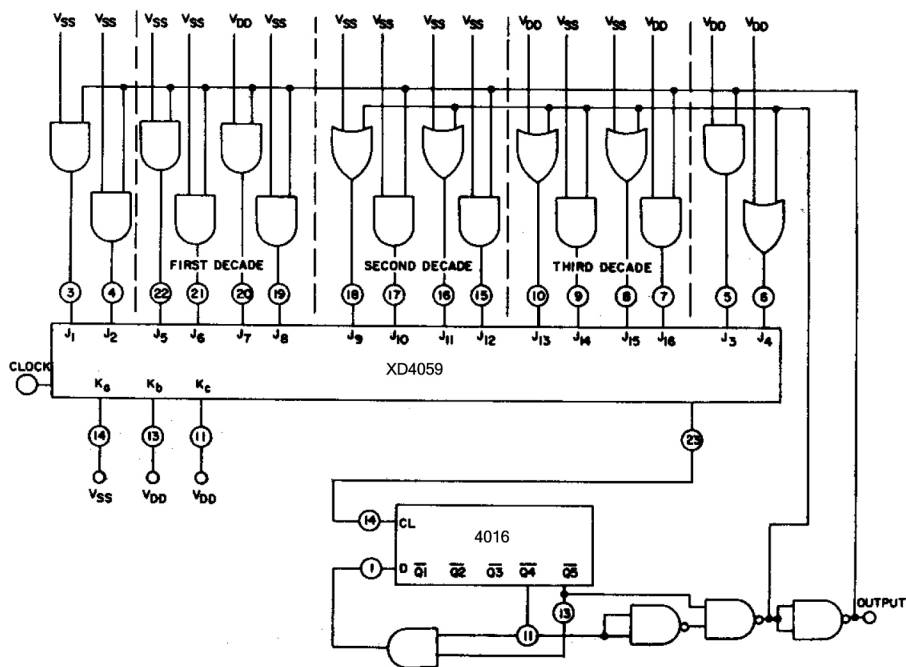 VSS VSS VSS VSS VDD VSS VSS VSS VSS VSS VDD VSS VSS VDD VDD VDD
FIRST DECADE SECOND DECADE THIRD DECADE
3 4 22 21 20 19 18 17 16 15 10 9 8 7 5 6
J1 J2 J5 J6 J7 J8 J9 J10 J11 J12 J13 J14 J15 J16 J3 J4
CLOCK
XD4059
Ka Kb Kc
14 13 11 23
VSS VDD VDD
14 CL
4016
1 D Q1 Q2 Q3 Q4 Q5
11 13
OUTPUT